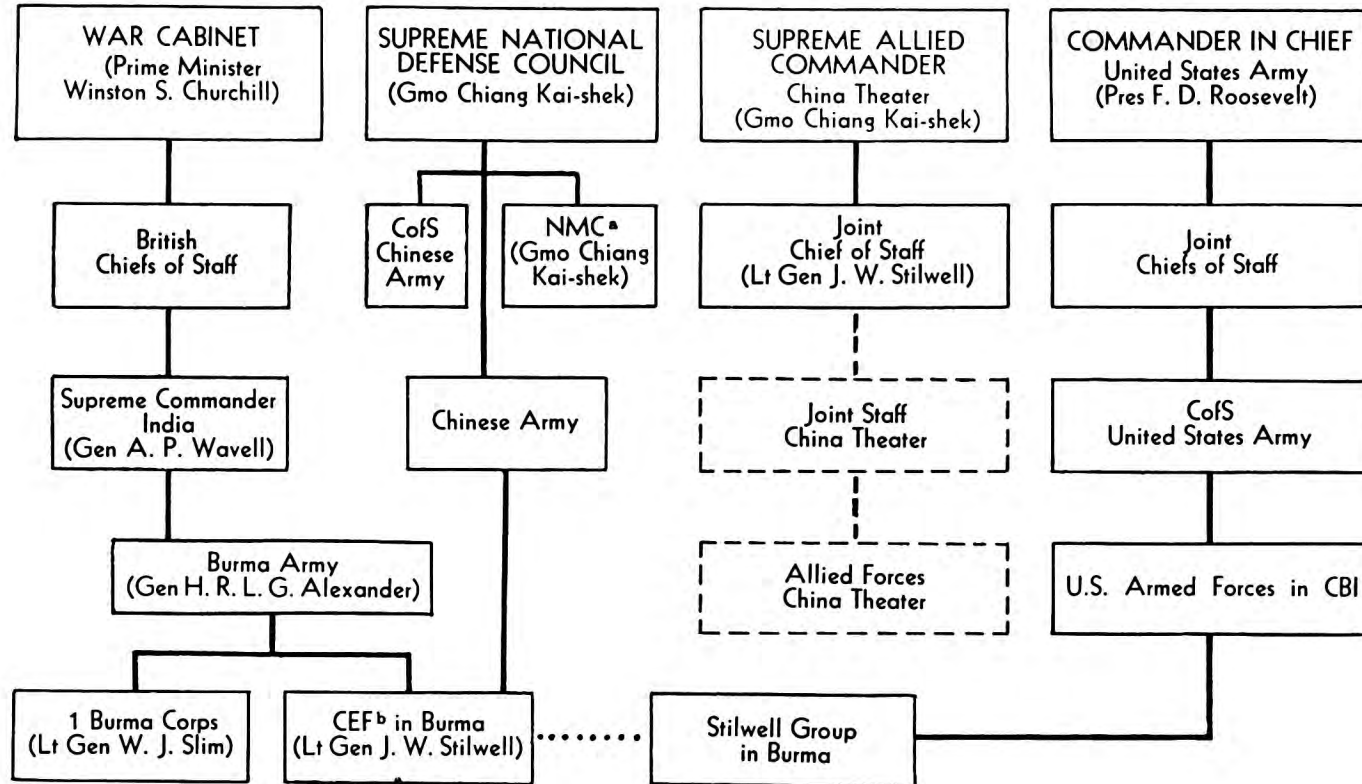 WAR CABINET
(Prime Minister
Winston S. Churchill)
SUPREME NATIONAL
DEFENSE COUNCIL
(Gmo Chiang Kai-shek)
SUPREME ALLIED
COMMANDER
China Theater
(Gmo Chiang Kai-shek)
COMMANDER IN CHIEF
United States Army
(Pres F. D. Roosevelt)
British
Chiefs of Staff
CofS
Chinese
Army
NMCª
(Gmo Chiang
Kai-shek)
Joint
Chief of Staff
(Lt Gen J. W. Stilwell)
Joint
Chiefs of Staff
Supreme Commander
India
(Gen A. P. Wavell)
Chinese Army
Joint Staff
China Theater
CofS
United States Army
Burma Army
(Gen H. R. L. G. Alexander)
Allied Forces
China Theater
U.S. Armed Forces in CBI
1 Burma Corps
(Lt Gen W. J. Slim)
CEFᵇ in Burma
(Lt Gen J. W. Stilwell)
Stilwell Group
in Burma